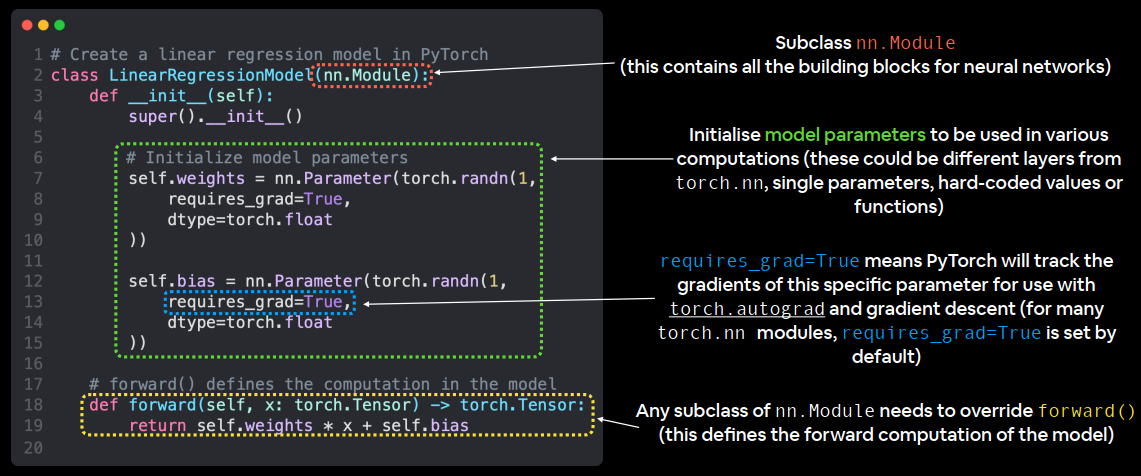 1 # Create a linear regression model in PyTorch
2 class LinearRegressionModel(nn.Module):
3     def __init__(self):
4         super().__init__()
5
6         # Initialize model parameters
7         self.weights = nn.Parameter(torch.randn(1,
8             requires_grad=True,
9             dtype=torch.float
10         ))
11
12         self.bias = nn.Parameter(torch.randn(1,
13             requires_grad=True,
14             dtype=torch.float
15         ))
16
17     # forward() defines the computation in the model
18     def forward(self, x: torch.Tensor) -> torch.Tensor:
19         return self.weights * x + self.bias
20
Subclass nn.Module
(this contains all the building blocks for neural networks)
Initialise model parameters to be used in various
computations (these could be different layers from
torch.nn, single parameters, hard-coded values or
functions)
requires_grad=True means PyTorch will track the
gradients of this specific parameter for use with
torch.autograd and gradient descent (for many
torch.nn modules, requires_grad=True is set by
default)
Any subclass of nn.Module needs to override forward()
(this defines the forward computation of the model)